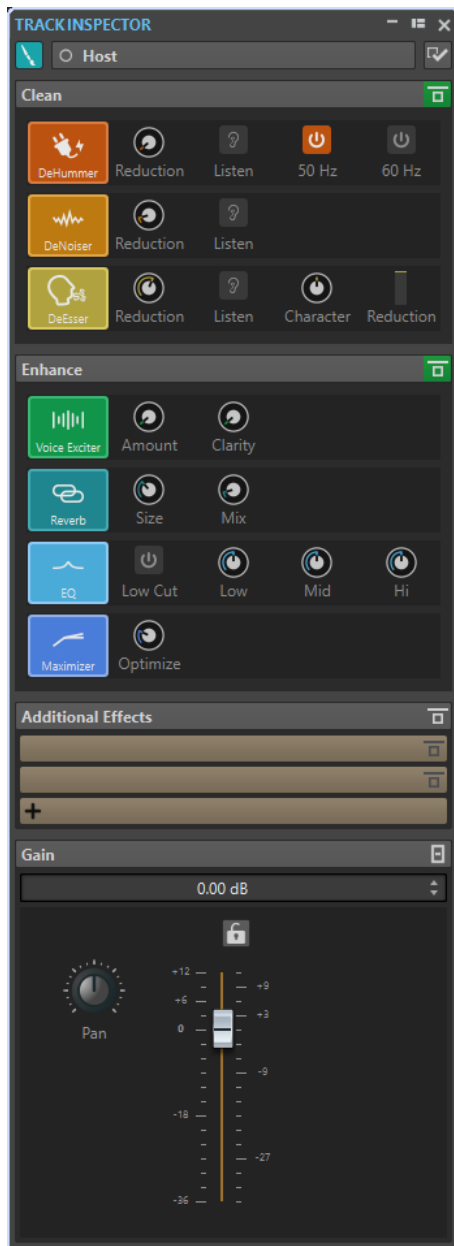 TRACK INSPECTOR
Host
Clean
DeHummer Reduction Listen 50 Hz 60 Hz
DeNoiser Reduction Listen
DeEsser Reduction Listen Character Reduction
Enhance
Voice Exciter Amount Clarity
Reverb Size Mix
EQ Low Cut Low Mid Hi
Maximizer Optimize
Additional Effects
Gain
0.00 dB
+12
+9
+6
+3
0
Pan
-9
-18
-27
-36